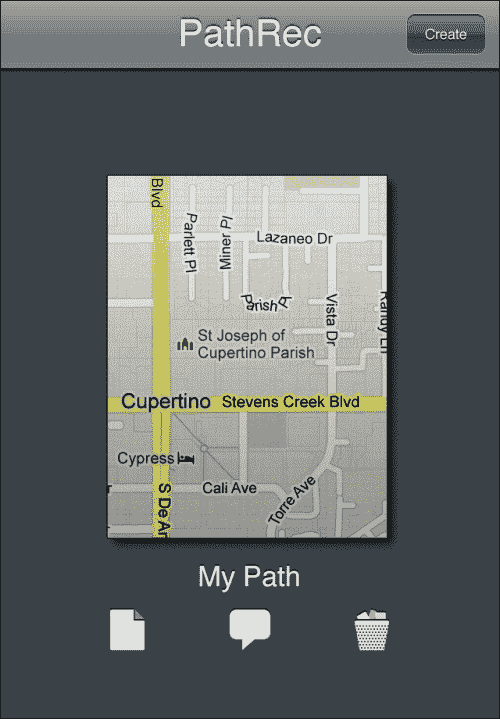 PathRec
Create
Blvd
Parlett Pl
Miner Pl
Lazaneo Dr
Parish Pl
Vista Dr
Randy Ln
St Joseph of
Cupertino Parish
Cupertino
Stevens Creek Blvd
Cypress
S De An
Cali Ave
Torre Ave
My Path